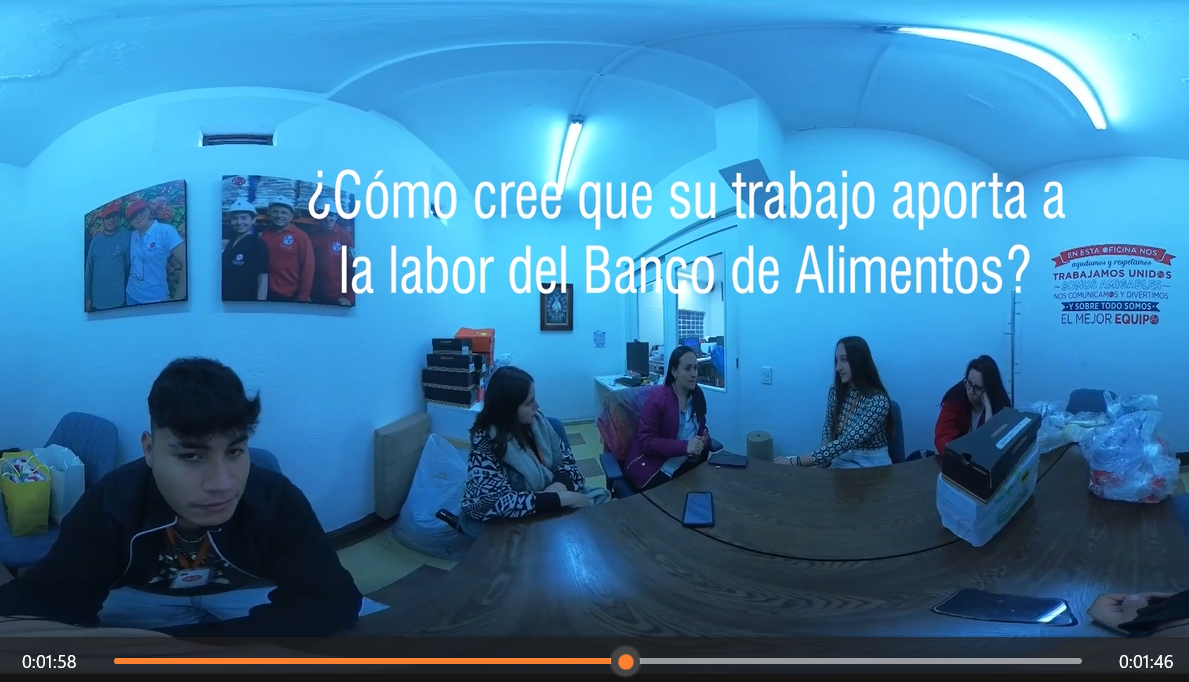 ¿Cómo cree que su trabajo aporta a
la labor del Banco de Alimentos?
EN ESTA OFICINA NOS
ayudamos y respetamos
TRABAJAMOS UNIDOS
SOMOS AMIGABLES
NOS COMUNICAMOS Y DIVERTIMOS
Y SOBRE TODO SOMOS
EL MEJOR EQUIPO
0:01:58
0:01:46